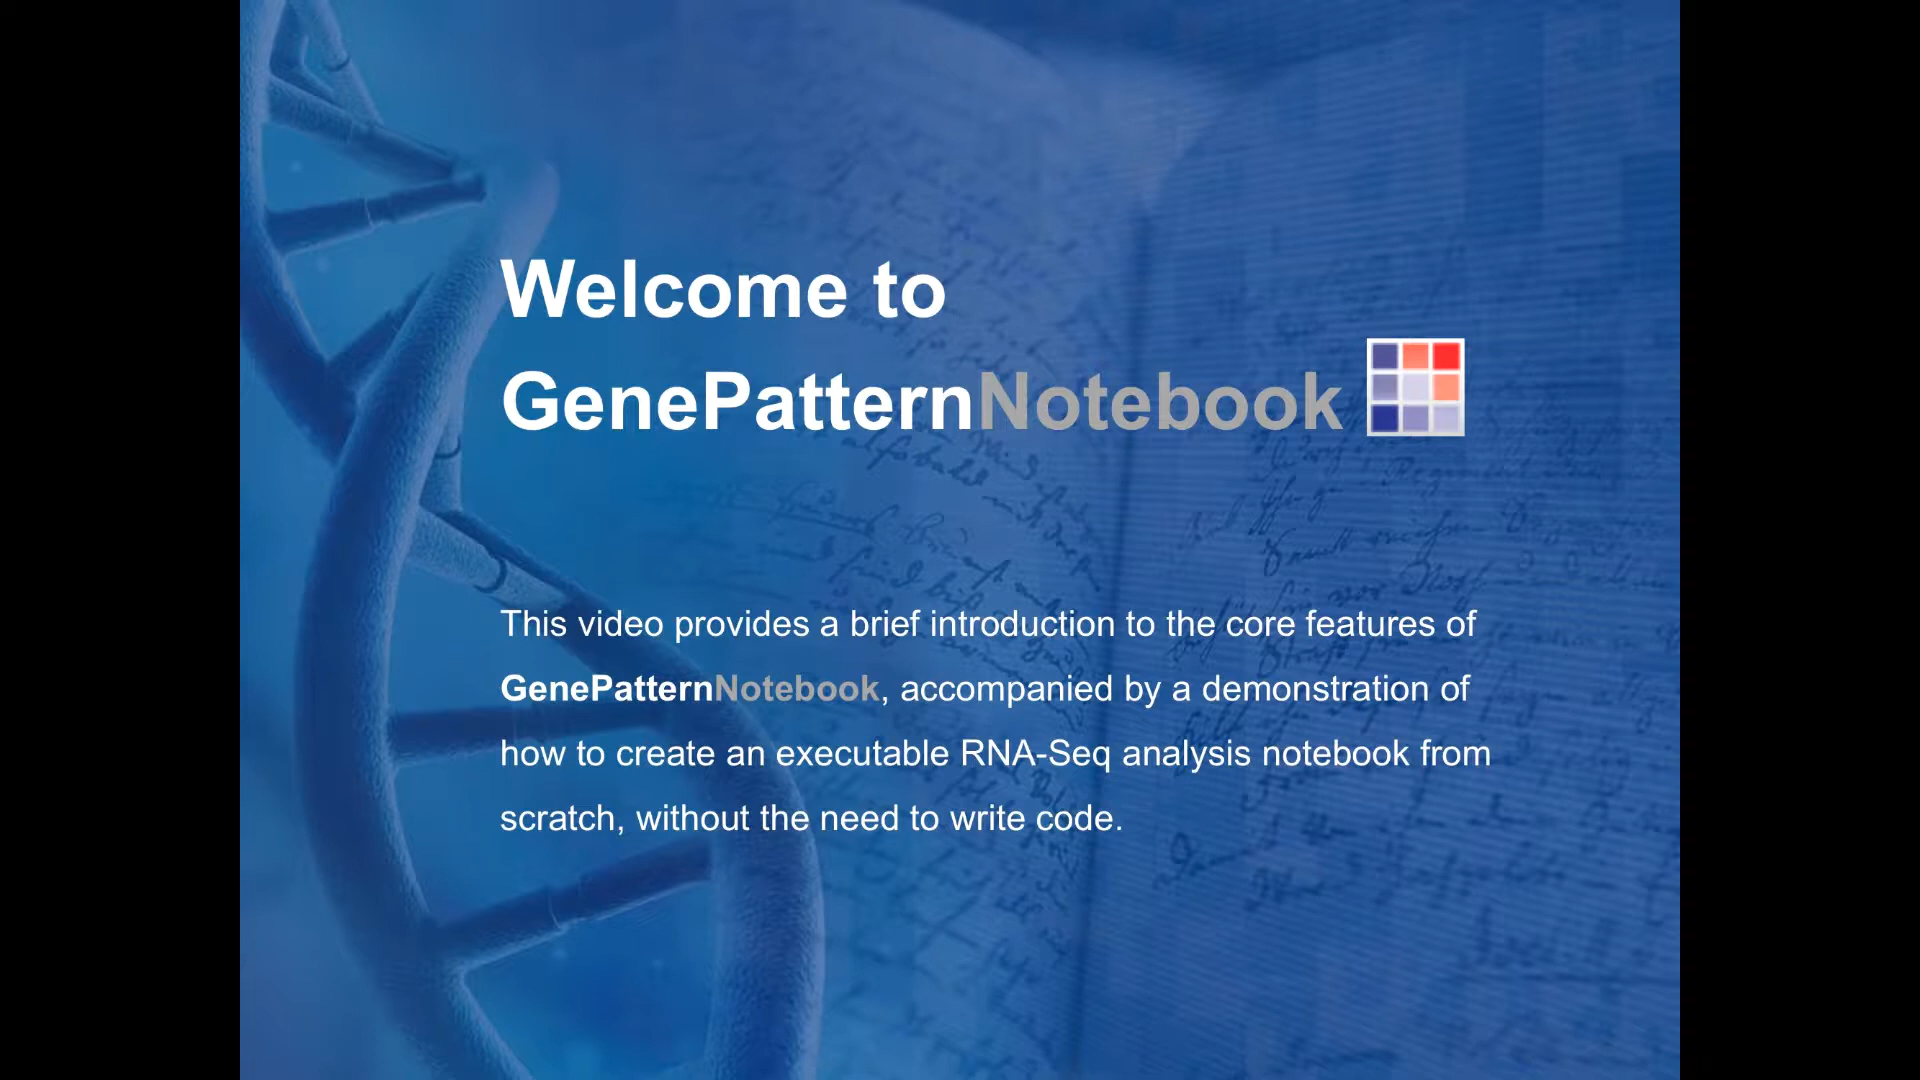 Welcome to
GenePatternNotebook
This video provides a brief introduction to the core features of
GenePatternNotebook, accompanied by a demonstration of
how to create an executable RNA-Seq analysis notebook from
scratch, without the need to write code.